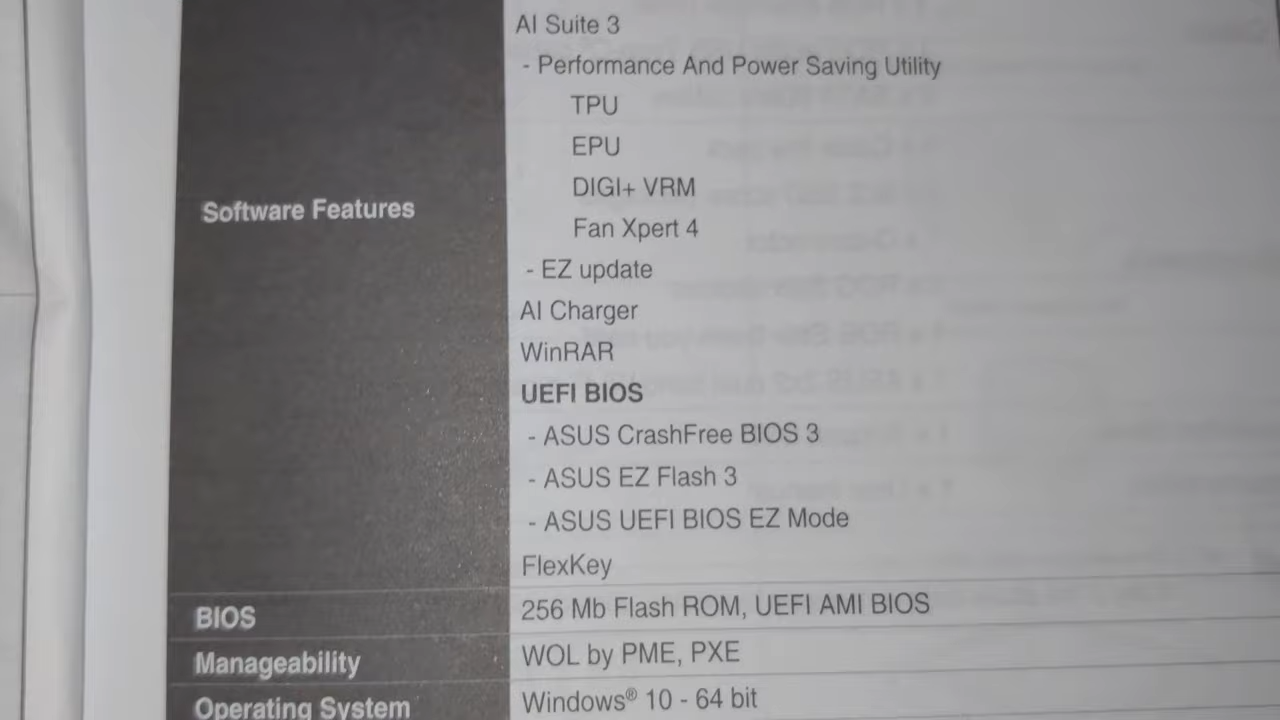 AI Suite 3
- Performance And Power Saving Utility
TPU
EPU
DIGI+ VRM
Fan Xpert 4
Software Features
- EZ update
AI Charger
WinRAR
UEFI BIOS
- ASUS CrashFree BIOS 3
- ASUS EZ Flash 3
- ASUS UEFI BIOS EZ Mode
FlexKey
BIOS
256 Mb Flash ROM, UEFI AMI BIOS
Manageability
WOL by PME, PXE
Operating System
Windows® 10 - 64 bit